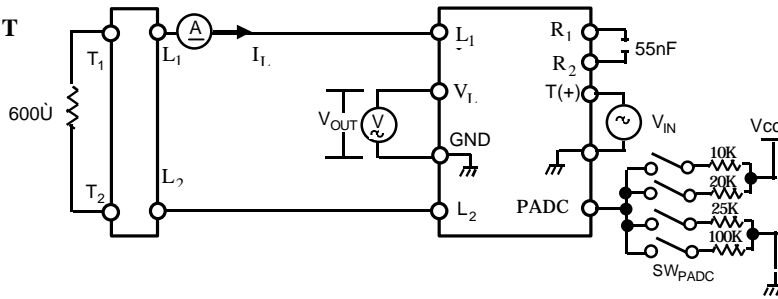 T
T1
T2
600Ù
L1
A
IL
L2
VOUT
V
L1
VL
GND
L2
R1
R2
T(+)
PADC
55nF
VIN
VCC
10K
20K
25K
100K
SWPADC